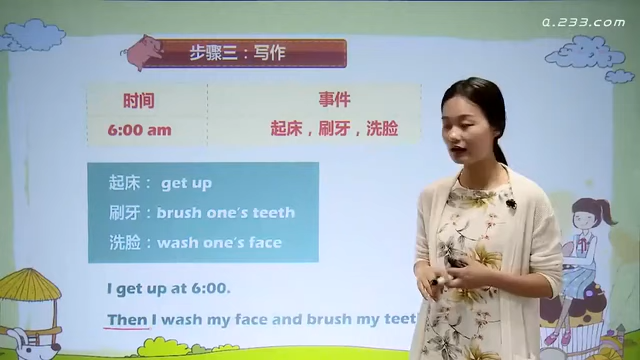 a.233.com
步骤三：写作
时间 事件
6:00 am 起床，刷牙，洗脸
起床： get up
刷牙：brush one's teeth
洗脸：wash one's face
I get up at 6:00.
Then I wash my face and brush my teet